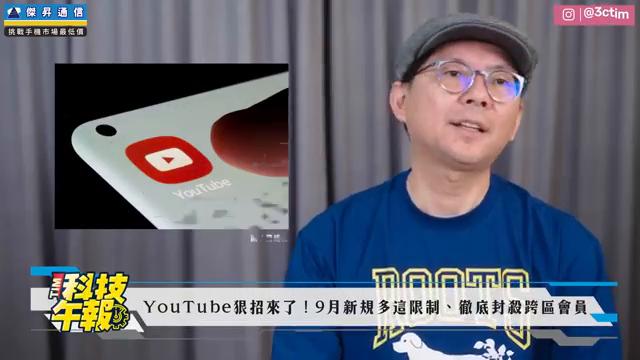 傑昇通信
挑戰手機市場最低價
@3ctim
YouTube
科技
午報
YouTube狠招來了！9月新規多這限制、徹底封殺跨區會員
ROOTS